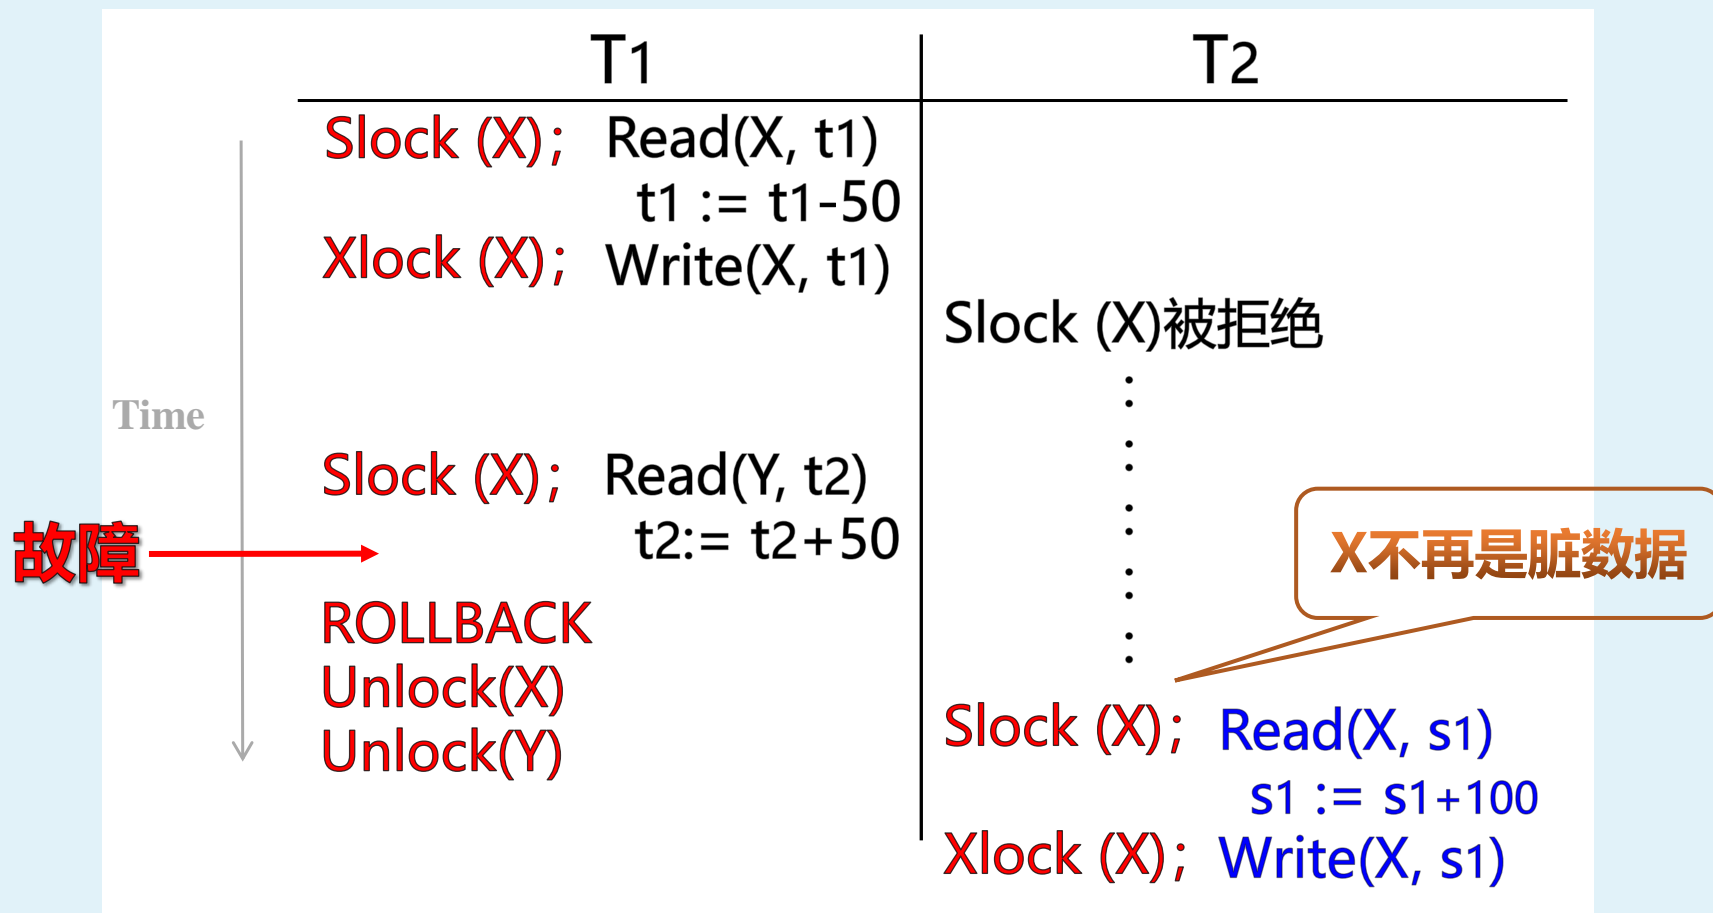 T1 T2
Slock (X); Read(X, t1)
t1 := t1-50
Xlock (X); Write(X, t1)
Slock (X)被拒绝
Time
Slock (X); Read(Y, t2)
t2:= t2+50
故障
X不再是脏数据
ROLLBACK
Unlock(X)
Unlock(Y)
Slock (X); Read(X, s1)
s1 := s1+100
Xlock (X); Write(X, s1)